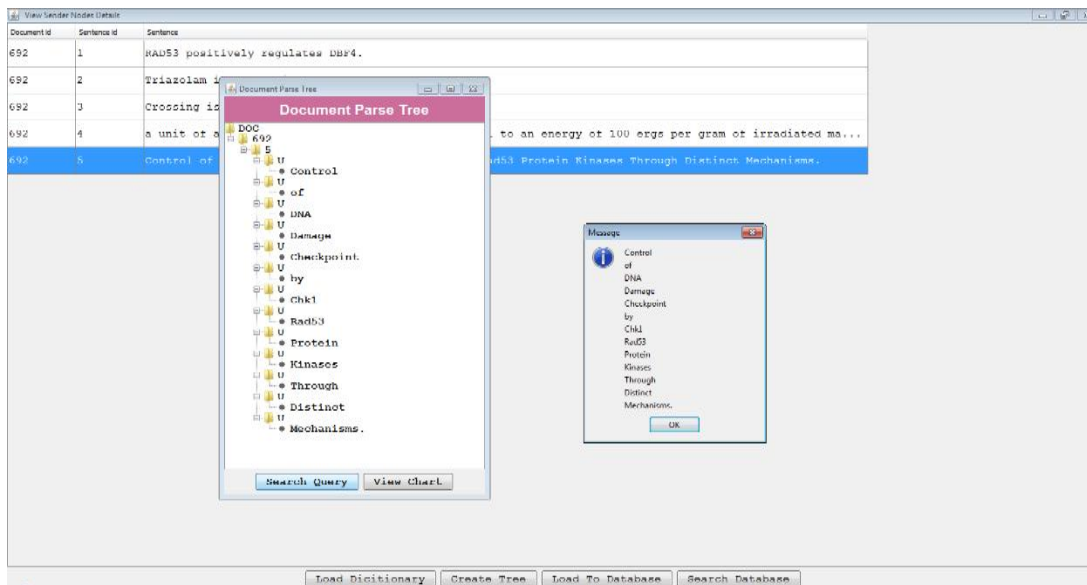 View Sender Nodes Details
Document id Sentence id Sentence
692 1 RAD53 positively regulates DBF4.
692 2 Triazolam i
692 3 Crossing is
692 4 a unit of a to an energy of 100 ergs per gram of irradiated ma...
692 5 Control of ad53 Protein Kinases Through Distinct Mechanisms.
Document Parse Tree
Document Parse Tree
DOC
692
5
U
Control
U
of
U
DNA
U
Damage
U
Checkpoint
U
by
U
Chk1
U
Rad53
U
Protein
U
Kinases
U
Through
U
Distinct
U
Mechanisms.
Search Query View Chart
Message
Control
of
DNA
Damage
Checkpoint
by
Chk1
Rad53
Protein
Kinases
Through
Distinct
Mechanisms.
OK
Load Dicitionary Create Tree Load To Database Search Database